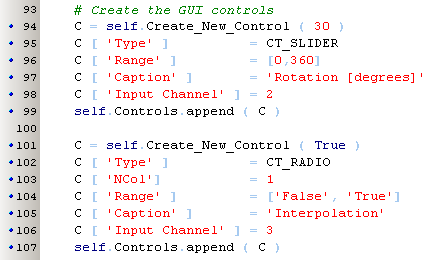 93 # Create the GUI controls
94 C = self.Create_New_Control ( 30 )
95 C [ 'Type' ] = CT_SLIDER
96 C [ 'Range' ] = [0,360]
97 C [ 'Caption' ] = 'Rotation [degrees]'
98 C [ 'Input Channel' ] = 2
99 self.Controls.append ( C )
100
101 C = self.Create_New_Control ( True )
102 C [ 'Type' ] = CT_RADIO
103 C [ 'NCol'] = 1
104 C [ 'Range' ] = ['False', 'True']
105 C [ 'Caption' ] = 'Interpolation'
106 C [ 'Input Channel' ] = 3
107 self.Controls.append ( C )